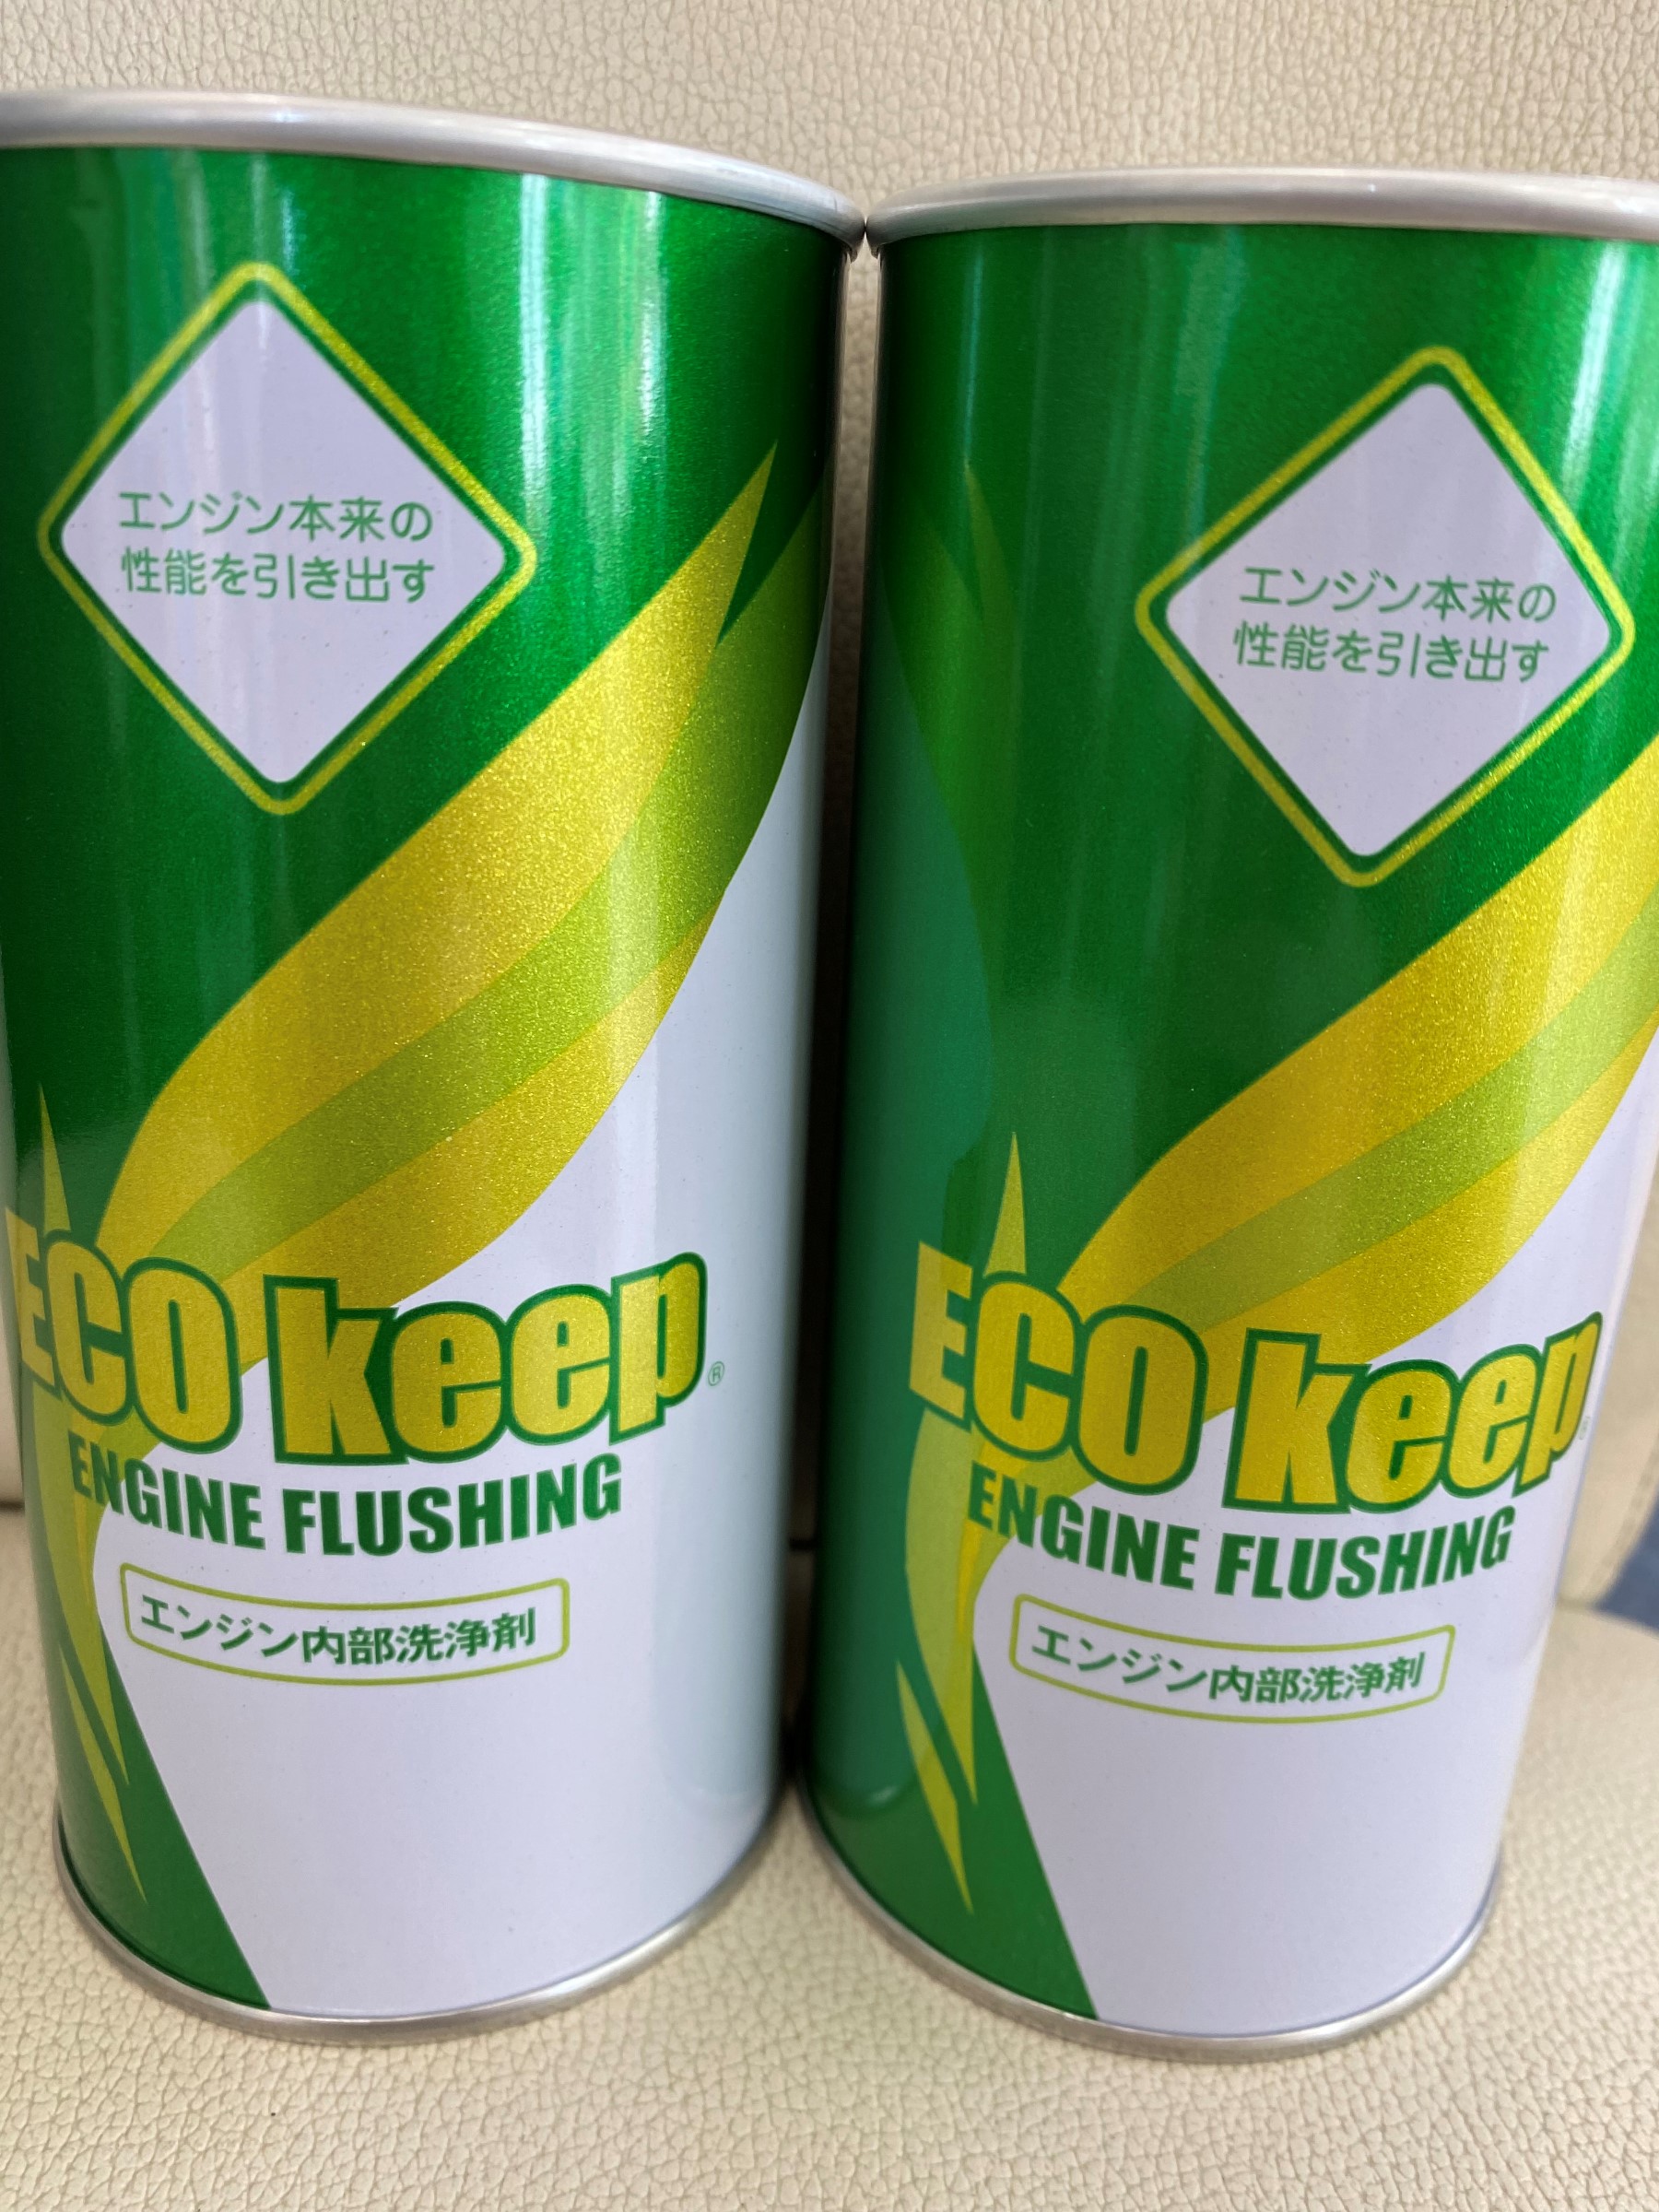 エンジン本来の
性能を引き出す
ECO keep®
ENGINE FLUSHING
エンジン内部洗浄剤
エンジン本来の
性能を引き出す
ECO keep®
ENGINE FLUSHING
エンジン内部洗浄剤